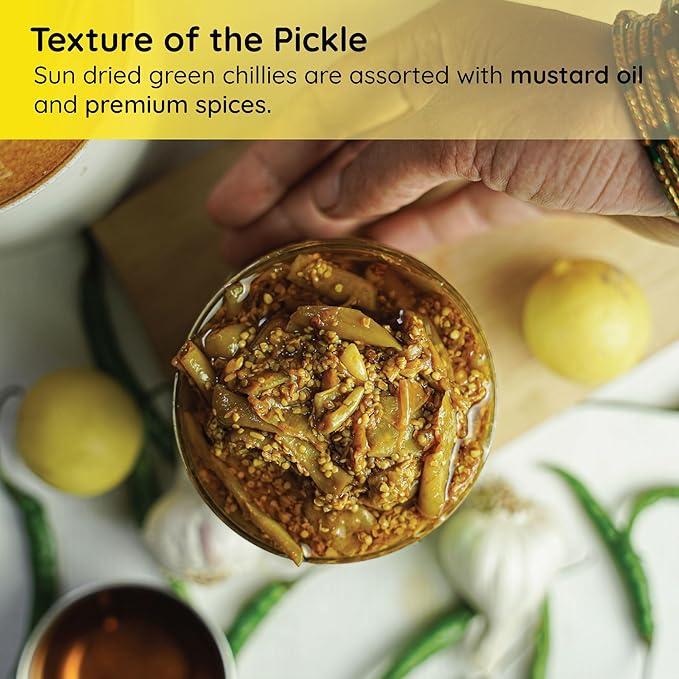 Texture of the Pickle
Sun dried green chillies are assorted with mustard oil
and premium spices.